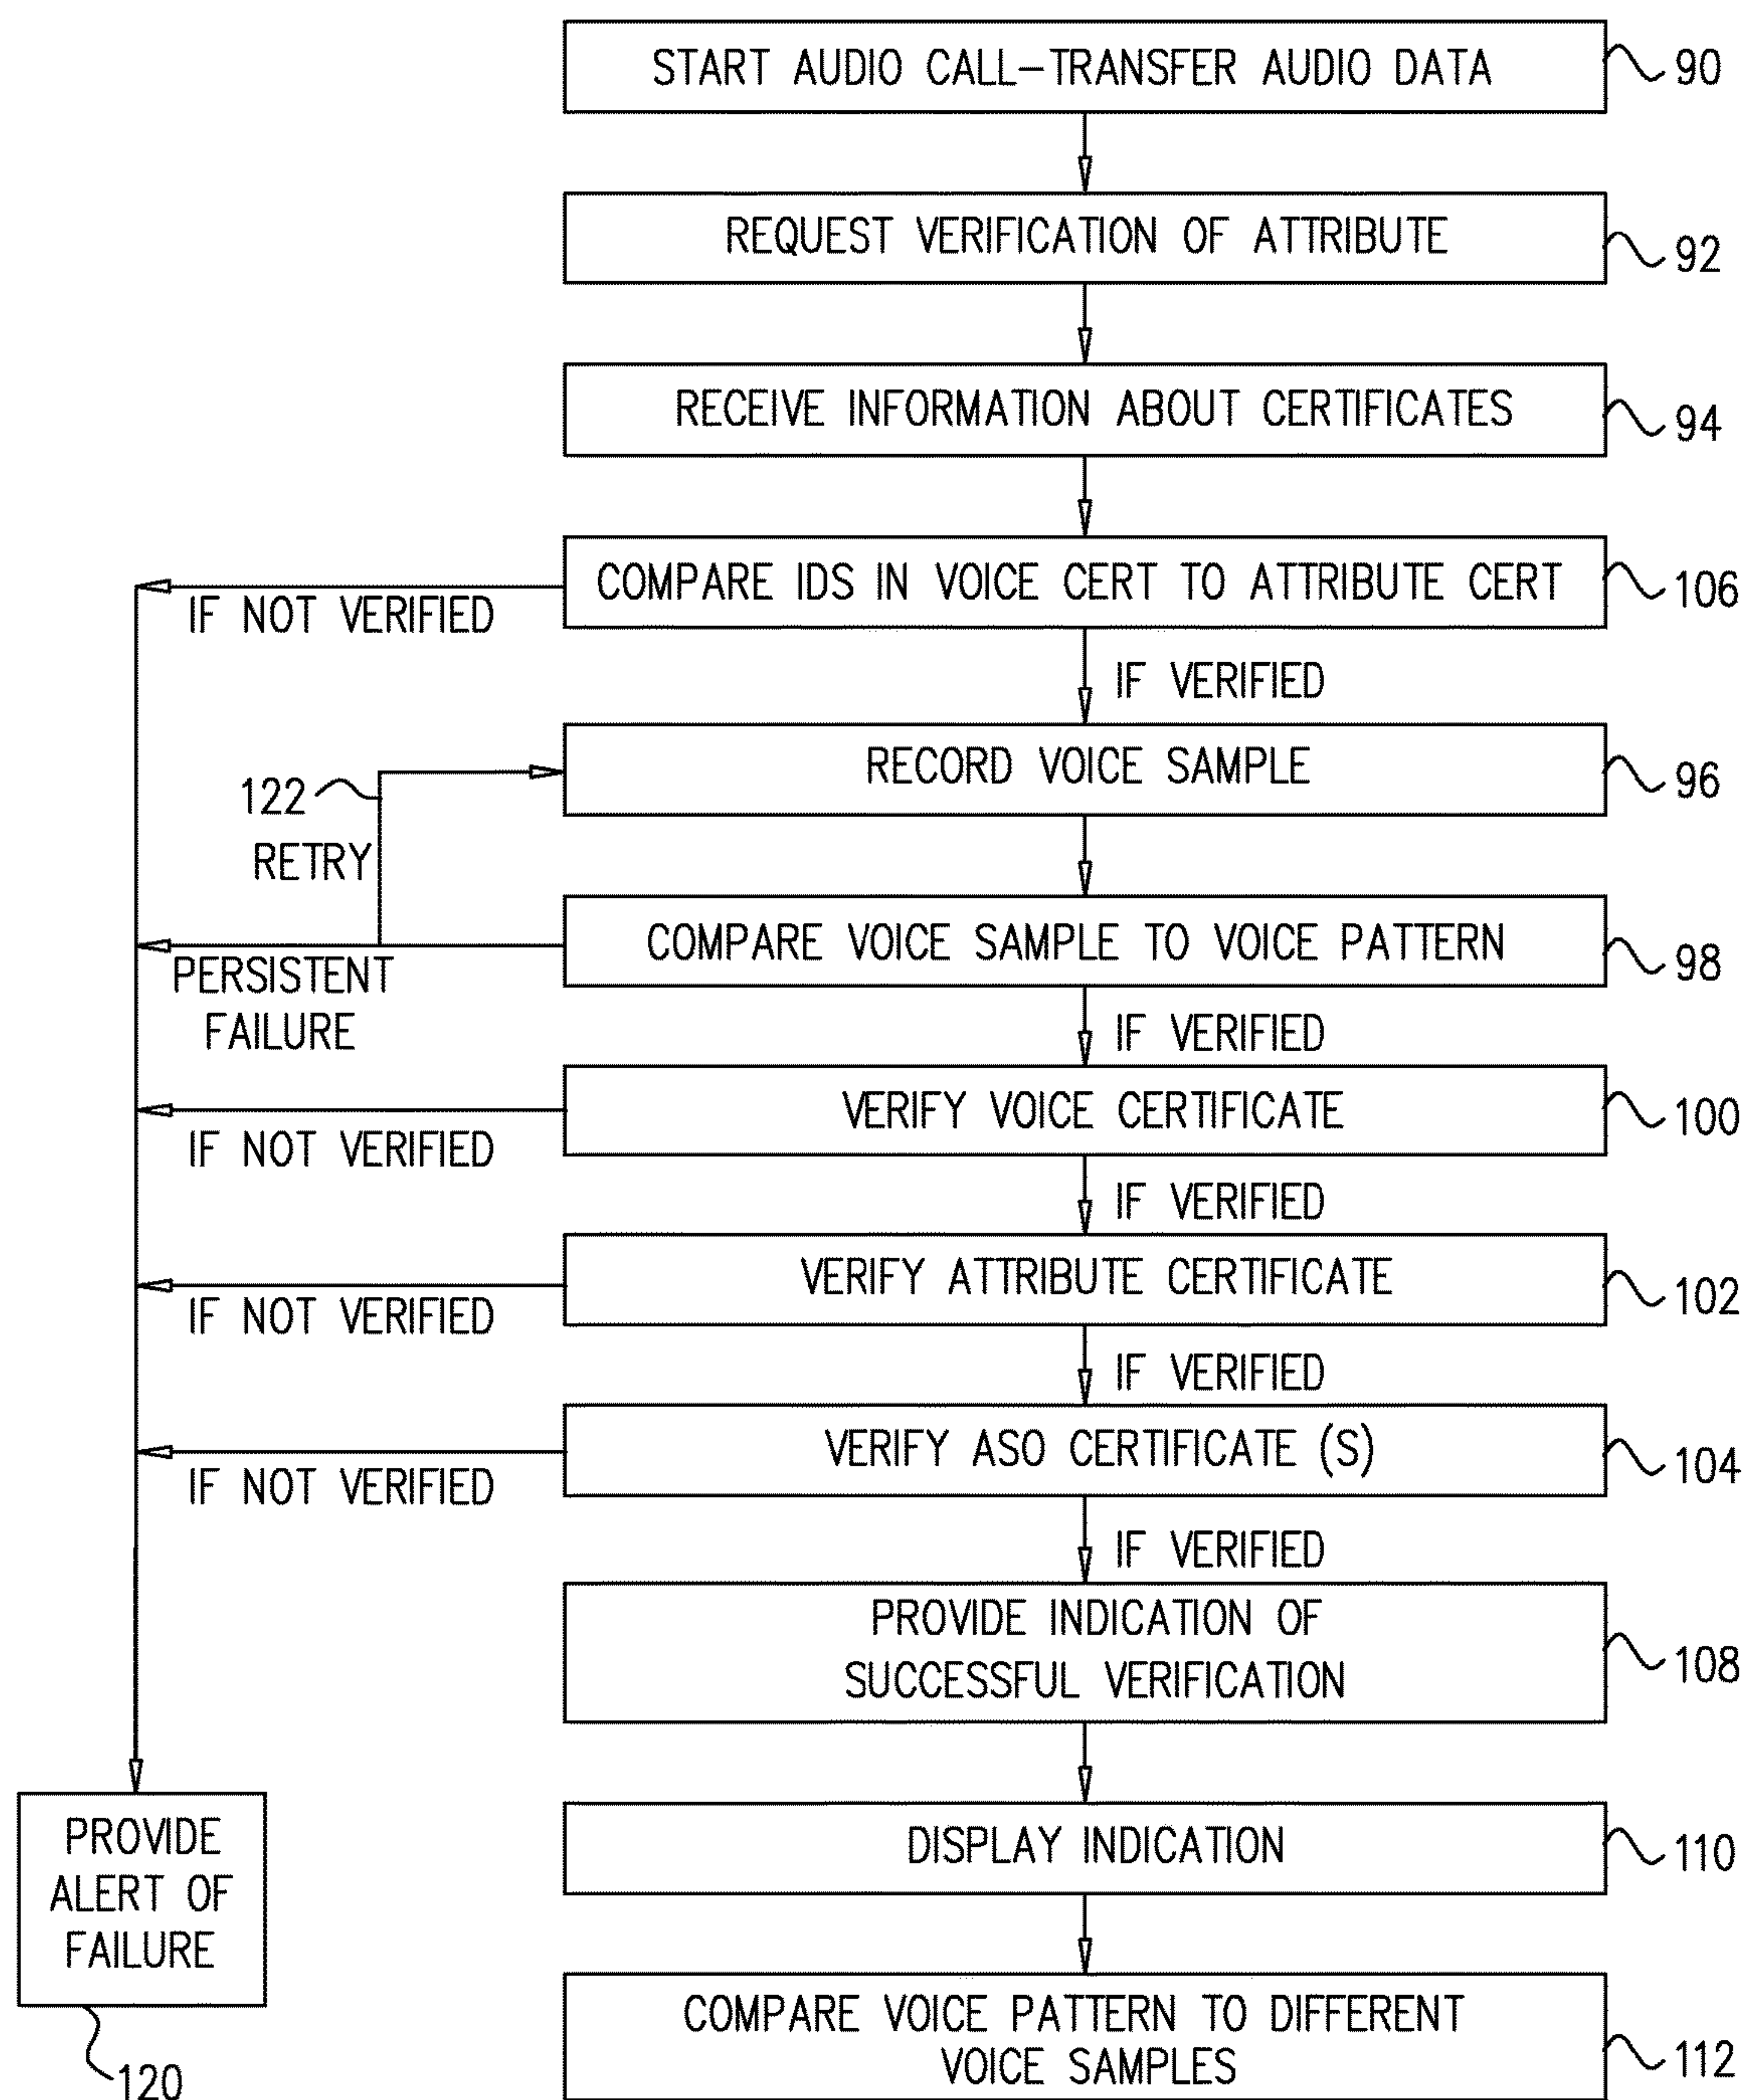 START AUDIO CALL-TRANSFER AUDIO DATA
90
REQUEST VERIFICATION OF ATTRIBUTE
92
RECEIVE INFORMATION ABOUT CERTIFICATES
94
COMPARE IDS IN VOICE CERT TO ATTRIBUTE CERT
106
IF NOT VERIFIED
IF VERIFIED
RECORD VOICE SAMPLE
96
122
RETRY
COMPARE VOICE SAMPLE TO VOICE PATTERN
98
PERSISTENT
FAILURE
IF VERIFIED
VERIFY VOICE CERTIFICATE
100
IF NOT VERIFIED
IF VERIFIED
VERIFY ATTRIBUTE CERTIFICATE
102
IF NOT VERIFIED
IF VERIFIED
VERIFY ASO CERTIFICATE (S)
104
IF NOT VERIFIED
IF VERIFIED
PROVIDE INDICATION OF
SUCCESSFUL VERIFICATION
108
DISPLAY INDICATION
110
PROVIDE
ALERT OF
FAILURE
120
COMPARE VOICE PATTERN TO DIFFERENT
VOICE SAMPLES
112